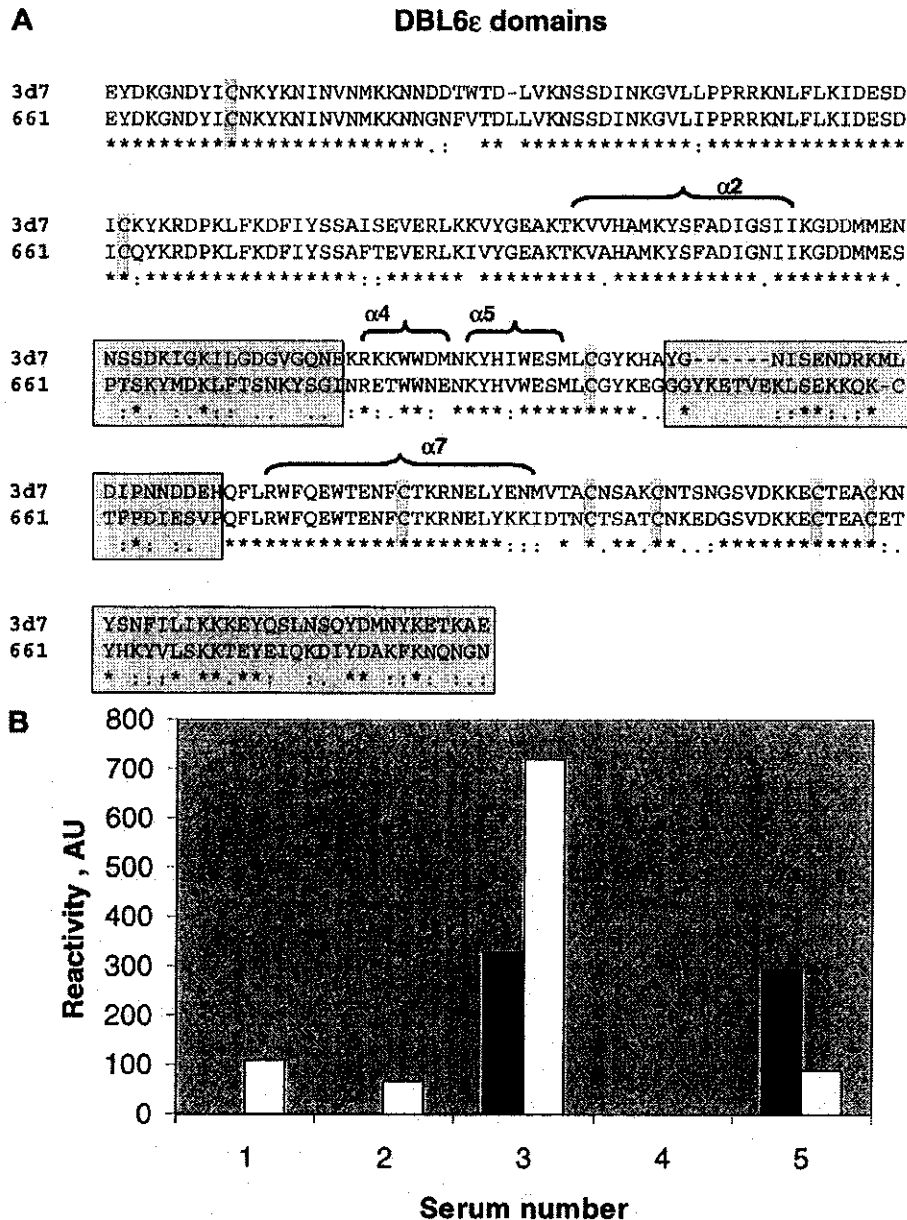 A
DBL6ε domains
3d7 EYDKGNDYICNKYKNINVNMKKNNDDTWTD-LVKNSSDINKGVLLPPRRKNLFLKIDESD
661 EYDKGNDYICNKYKNINVNMKKNNGNFVTDLLVKNSSDINKGVLIPPRRKNLFLKIDESD
************************.:  ** *************:***************
α2
3d7 ICKYKRDPKLFKDFIYSSAISEVERLKKVYGEAKTKVVHAMKYSFADIGSIIKGDDMMEN
661 ICQYKRDPKLFKDFIYSSAFTEVERLKIVYGEAKTKVAHAMKYSFADIGNIIKGDDMMES
**:****************::****** *********.***********.*********.
α4 α5
3d7 NSSDKIGKILGDGVGQNEKRKKWWDMNKYHIWESMLCGYKHAYG------NISENDRKML
661 PTSKYMDKLFTSNKYSGINRETWWNENKYHVWESMLCGYKEGGGYKETVEKLSEKKQK-C
α7
3d7 DIPNNDDEHQFLRWFQEWTENFCTKRNELYENMVTACNSAKCNTSNGSVDKKECTEACKN
661 TFPDIESVPQFLRWFQEWTENFCTKRNELYKKIDTNCTSATCNKEDGSVDKKECTEACET
3d7 YSNFILIKKKEYQSLNSQYDMNYKETKAE
661 YHKYVLSKKTEYEIQKDIYDAKFKNQNGN
B
800
700
600
500
400
300
200
100
0
Reactivity, AU
1 2 3 4 5
Serum number